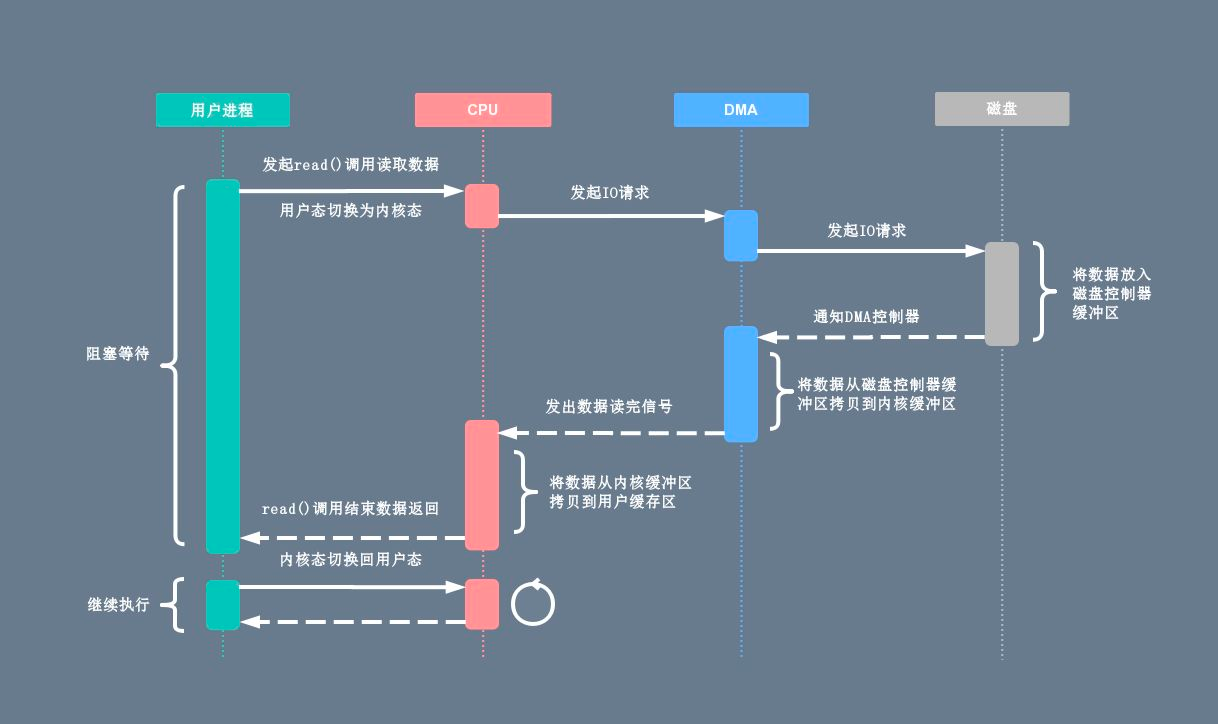 用户进程
CPU
DMA
磁盘
发起read()调用读取数据
用户态切换为内核态
发起IO请求
发起IO请求
将数据放入
磁盘控制器
缓冲区
通知DMA控制器
阻塞等待
将数据从磁盘控制器缓
冲区拷贝到内核缓冲区
发出数据读完信号
将数据从内核缓冲区
拷贝到用户缓存区
read()调用结束数据返回
内核态切换回用户态
继续执行